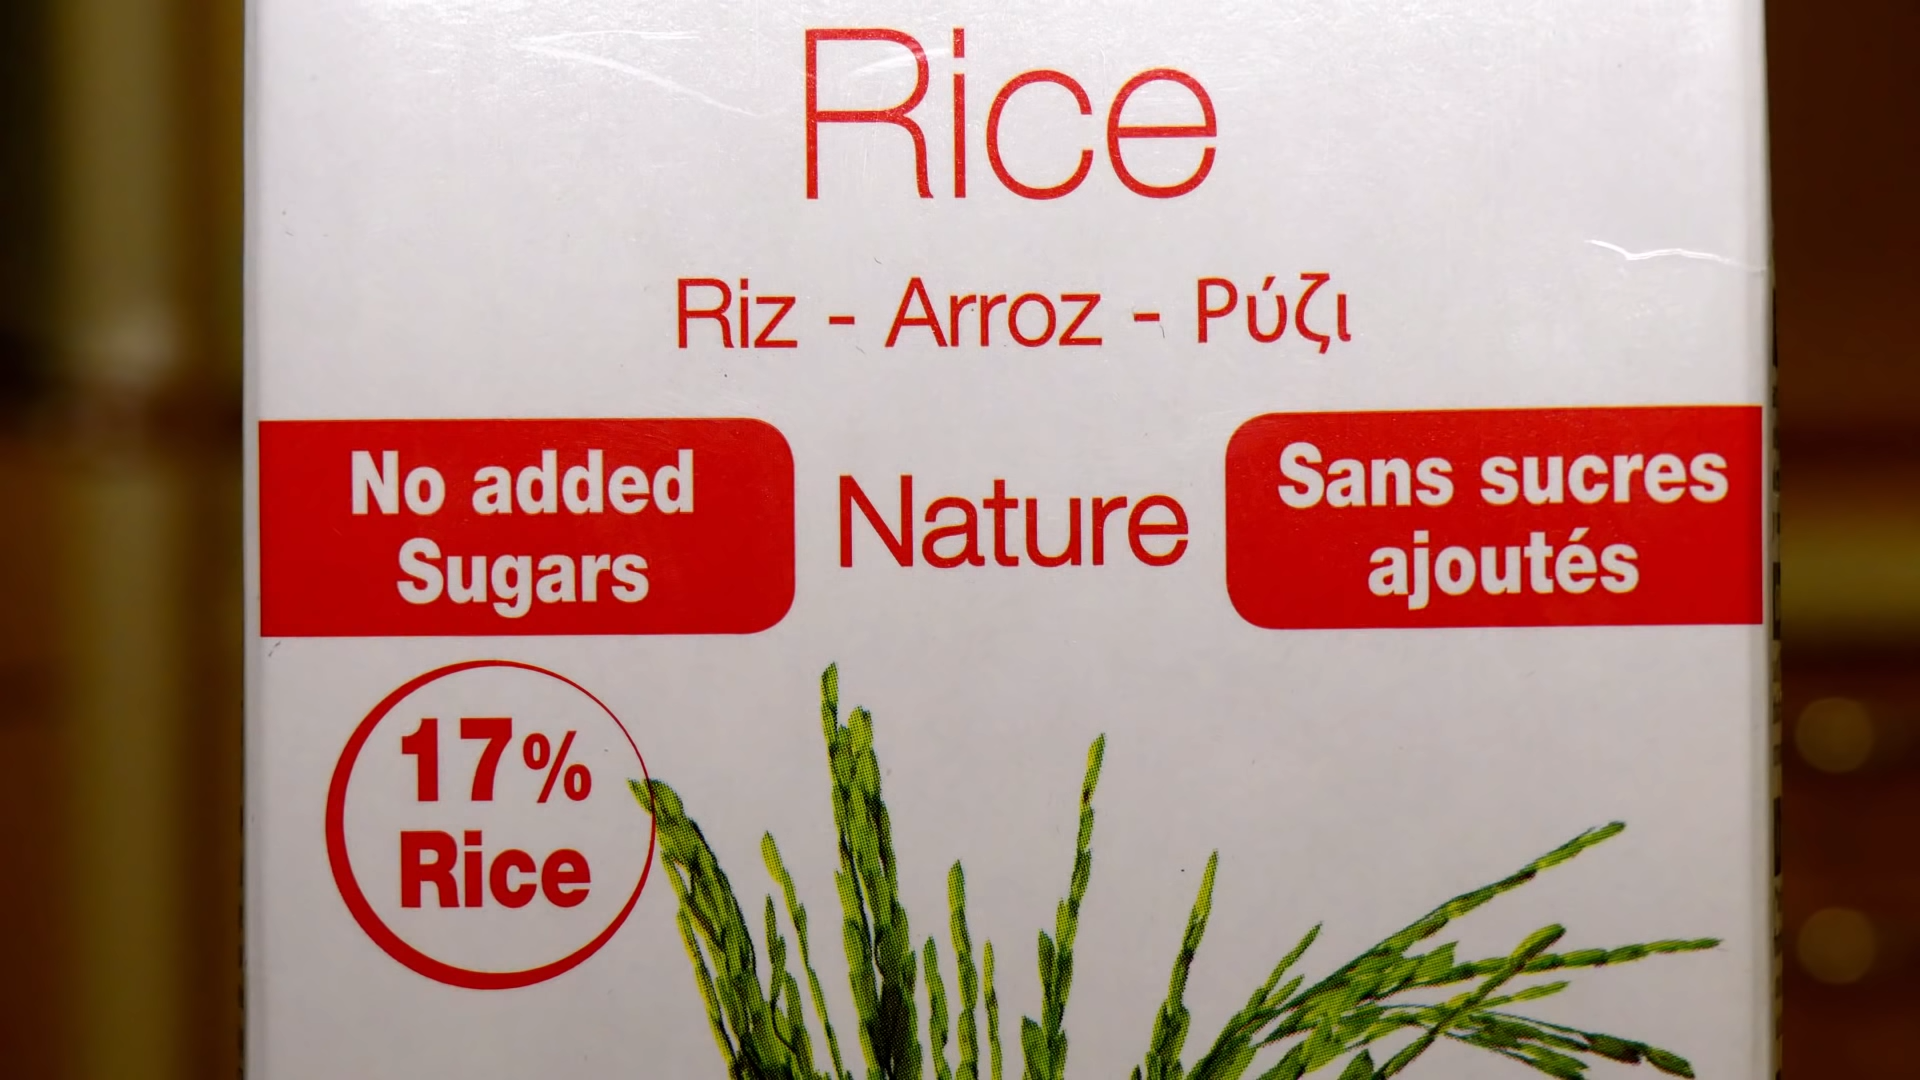 Rice
Riz - Arroz - Ρύζι
No added
Sugars
Nature
Sans sucres
ajoutés
17%
Rice